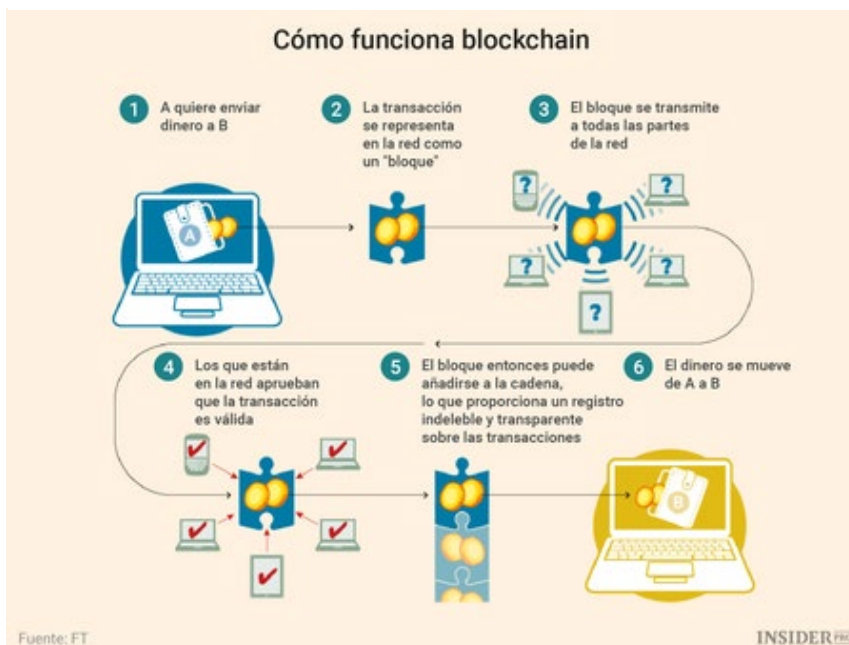 Cómo funciona blockchain
1
A quiere enviar
dinero a B
2
La transacción
se representa
en la red como
un "bloque"
3
El bloque se transmite
a todas las partes
de la red
A
?
?
?
?
?
4
Los que están
en la red aprueban
que la transacción
es válida
5
El bloque entonces puede
añadirse a la cadena,
lo que proporciona un registro
indeleble y transparente
sobre las transacciones
6
El dinero se mueve
de A a B
B
Fuente: FT
INSIDER PRO